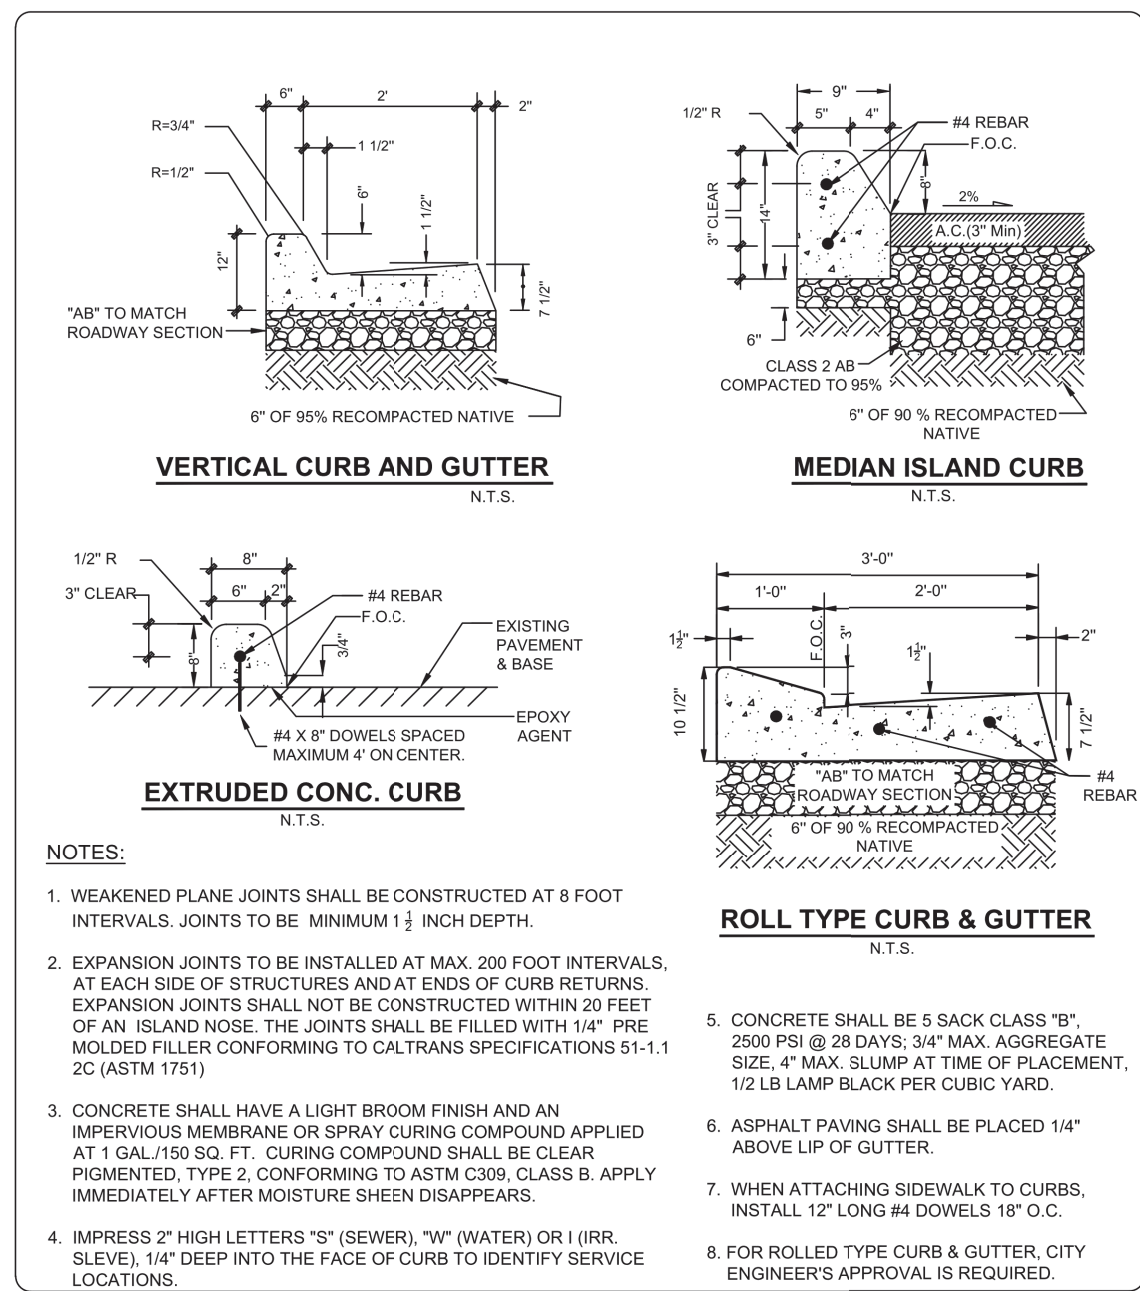 6"
2'
2"
R=3/4"
1 1/2"
R=1/2"
6"
1 1/2"
12"
7 1/2"
"AB" TO MATCH
ROADWAY SECTION
6" OF 95% RECOMPACTED NATIVE
VERTICAL CURB AND GUTTER
N.T.S.
9"
1/2" R
5"
4"
#4 REBAR
F.O.C.
3" CLEAR
14"
8"
2%
A.C.(3" Min)
6"
CLASS 2 AB
COMPACTED TO 95%
6" OF 90 % RECOMPACTED
NATIVE
MEDIAN ISLAND CURB
N.T.S.
1/2" R
8"
3" CLEAR
6"
2"
#4 REBAR
F.O.C.
8"
3/4"
EXISTING
PAVEMENT
& BASE
EPOXY
AGENT
#4 X 8" DOWELS SPACED
MAXIMUM 4' ON CENTER.
EXTRUDED CONC. CURB
N.T.S.
3'-0"
1'-0"
2'-0"
1½"
F.O.C.
3"
1½"
2"
10 1/2"
7 1/2"
"AB" TO MATCH
ROADWAY SECTION
#4
REBAR
6" OF 90 % RECOMPACTED
NATIVE
ROLL TYPE CURB & GUTTER
N.T.S.
NOTES:
1. WEAKENED PLANE JOINTS SHALL BE CONSTRUCTED AT 8 FOOT
INTERVALS. JOINTS TO BE MINIMUM 1 ½ INCH DEPTH.
2. EXPANSION JOINTS TO BE INSTALLED AT MAX. 200 FOOT INTERVALS,
AT EACH SIDE OF STRUCTURES AND AT ENDS OF CURB RETURNS.
EXPANSION JOINTS SHALL NOT BE CONSTRUCTED WITHIN 20 FEET
OF AN ISLAND NOSE. THE JOINTS SHALL BE FILLED WITH 1/4" PRE
MOLDED FILLER CONFORMING TO CALTRANS SPECIFICATIONS 51-1.1
2C (ASTM 1751)
3. CONCRETE SHALL HAVE A LIGHT BROOM FINISH AND AN
IMPERVIOUS MEMBRANE OR SPRAY CURING COMPOUND APPLIED
AT 1 GAL./150 SQ. FT. CURING COMPOUND SHALL BE CLEAR
PIGMENTED, TYPE 2, CONFORMING TO ASTM C309, CLASS B. APPLY
IMMEDIATELY AFTER MOISTURE SHEEN DISAPPEARS.
4. IMPRESS 2" HIGH LETTERS "S" (SEWER), "W" (WATER) OR I (IRR.
SLEVE), 1/4" DEEP INTO THE FACE OF CURB TO IDENTIFY SERVICE
LOCATIONS.
5. CONCRETE SHALL BE 5 SACK CLASS "B",
2500 PSI @ 28 DAYS; 3/4" MAX. AGGREGATE
SIZE, 4" MAX. SLUMP AT TIME OF PLACEMENT,
1/2 LB LAMP BLACK PER CUBIC YARD.
6. ASPHALT PAVING SHALL BE PLACED 1/4"
ABOVE LIP OF GUTTER.
7. WHEN ATTACHING SIDEWALK TO CURBS,
INSTALL 12" LONG #4 DOWELS 18" O.C.
8. FOR ROLLED TYPE CURB & GUTTER, CITY
ENGINEER'S APPROVAL IS REQUIRED.